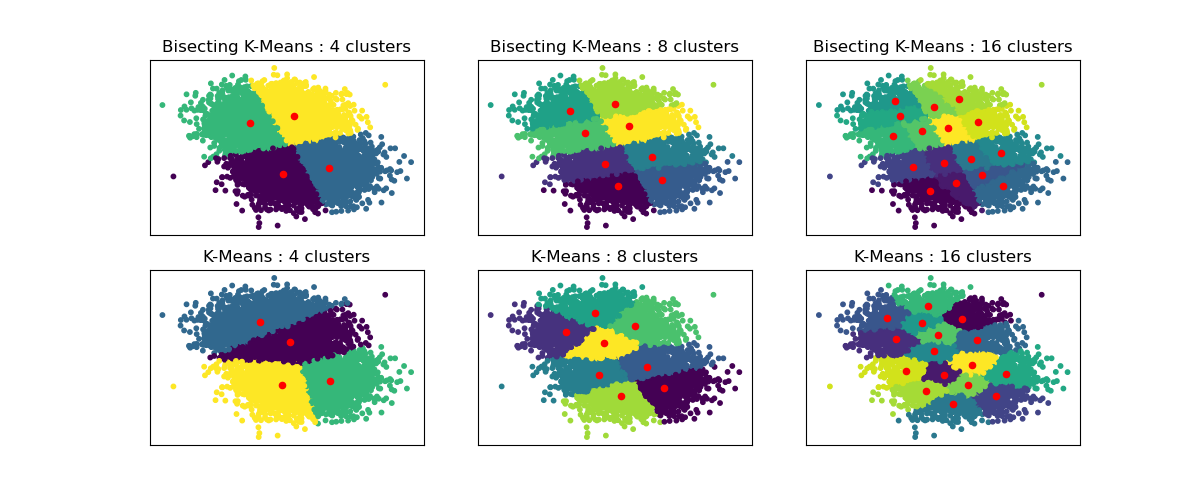 Bisecting K-Means : 4 clusters
Bisecting K-Means : 8 clusters
Bisecting K-Means : 16 clusters
K-Means : 4 clusters
K-Means : 8 clusters
K-Means : 16 clusters